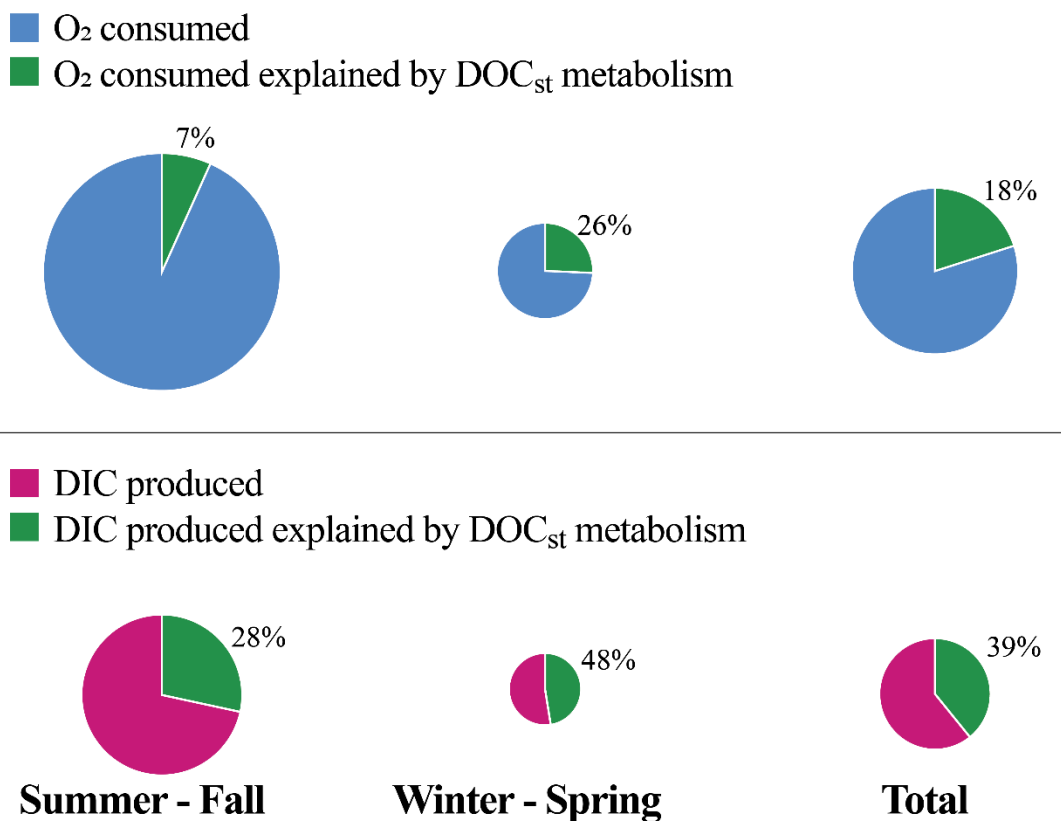 O₂ consumed
O₂ consumed explained by DOCst metabolism
7%
26%
18%
DIC produced
DIC produced explained by DOCst metabolism
28%
48%
39%
Summer - Fall
Winter - Spring
Total